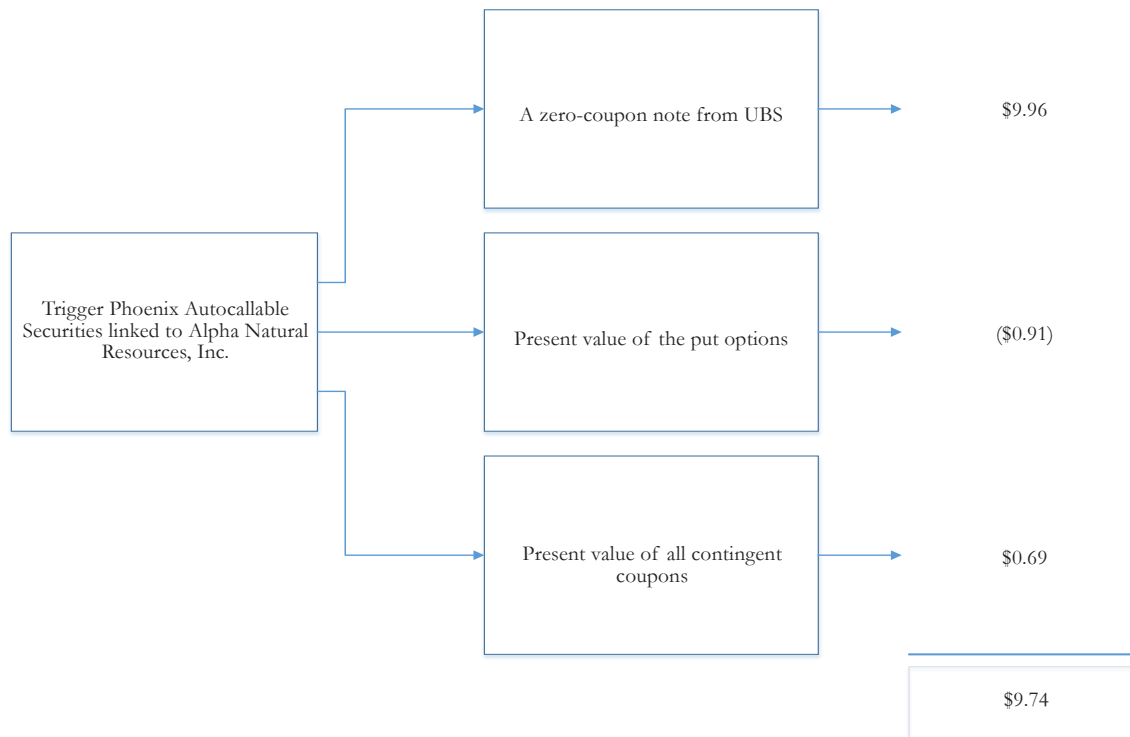 A zero-coupon note from UBS
$9.96
Trigger Phoenix Autocallable
Securities linked to Alpha Natural
Resources, Inc.
Present value of the put options
($0.91)
Present value of all contingent
coupons
$0.69
$9.74